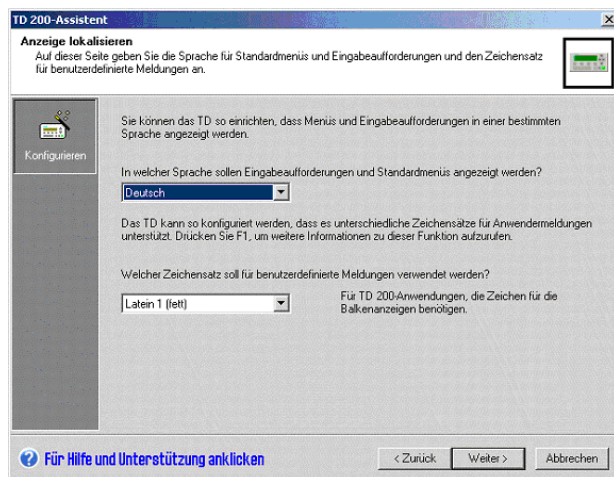 TD 200-Assistent
Anzeige lokalisieren
Auf dieser Seite geben Sie die Sprache für Standardmenüs und Eingabeaufforderungen und den Zeichensatz
für benutzerdefinierte Meldungen an.
Konfigurieren
Sie können das TD so einrichten, dass Menüs und Eingabeaufforderungen in einer bestimmten
Sprache angezeigt werden.
In welcher Sprache sollen Eingabeaufforderungen und Standardmenüs angezeigt werden?
Deutsch
Das TD kann so konfiguriert werden, dass es unterschiedliche Zeichensätze für Anwendermeldungen
unterstützt. Drücken Sie F1, um weitere Informationen zu dieser Funktion aufzurufen.
Welcher Zeichensatz soll für benutzerdefinierte Meldungen verwendet werden?
Latein 1 (fett)
Für TD 200-Anwendungen, die Zeichen für die
Balkenanzeigen benötigen.
Für Hilfe und Unterstützung anklicken
< Zurück
Weiter >
Abbrechen